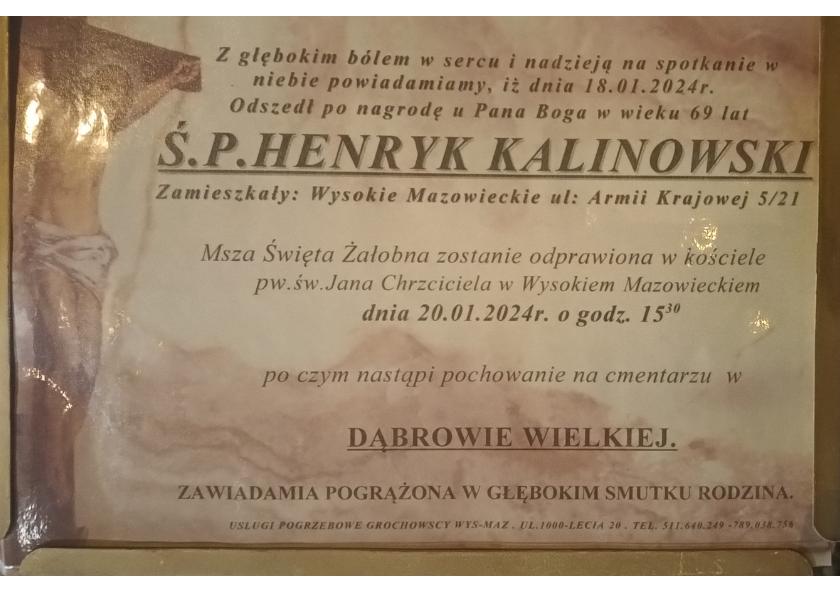 Z głębokim bólem w sercu i nadzieją na spotkanie w
niebie powiadamiamy, iż dnia 18.01.2024r.
Odszedł po nagrodę u Pana Boga w wieku 69 lat
Ś.P.HENRYK KALINOWSKI
Zamieszkały: Wysokie Mazowieckie ul: Armii Krajowej 5/21
Msza Święta Żałobna zostanie odprawiona w kościele
pw.św.Jana Chrzciciela w Wysokiem Mazowieckiem
dnia 20.01.2024r. o godz. 15³⁰
po czym nastąpi pochowanie na cmentarzu w
DĄBROWIE WIELKIEJ.
ZAWIADAMIA POGRĄŻONA W GŁĘBOKIM SMUTKU RODZINA.
USŁUGI POGRZEBOWE GROCHOWSCY WYS-MAZ . UL.1000-LECIA 20 . TEL. 511.640.249 -789.038.756